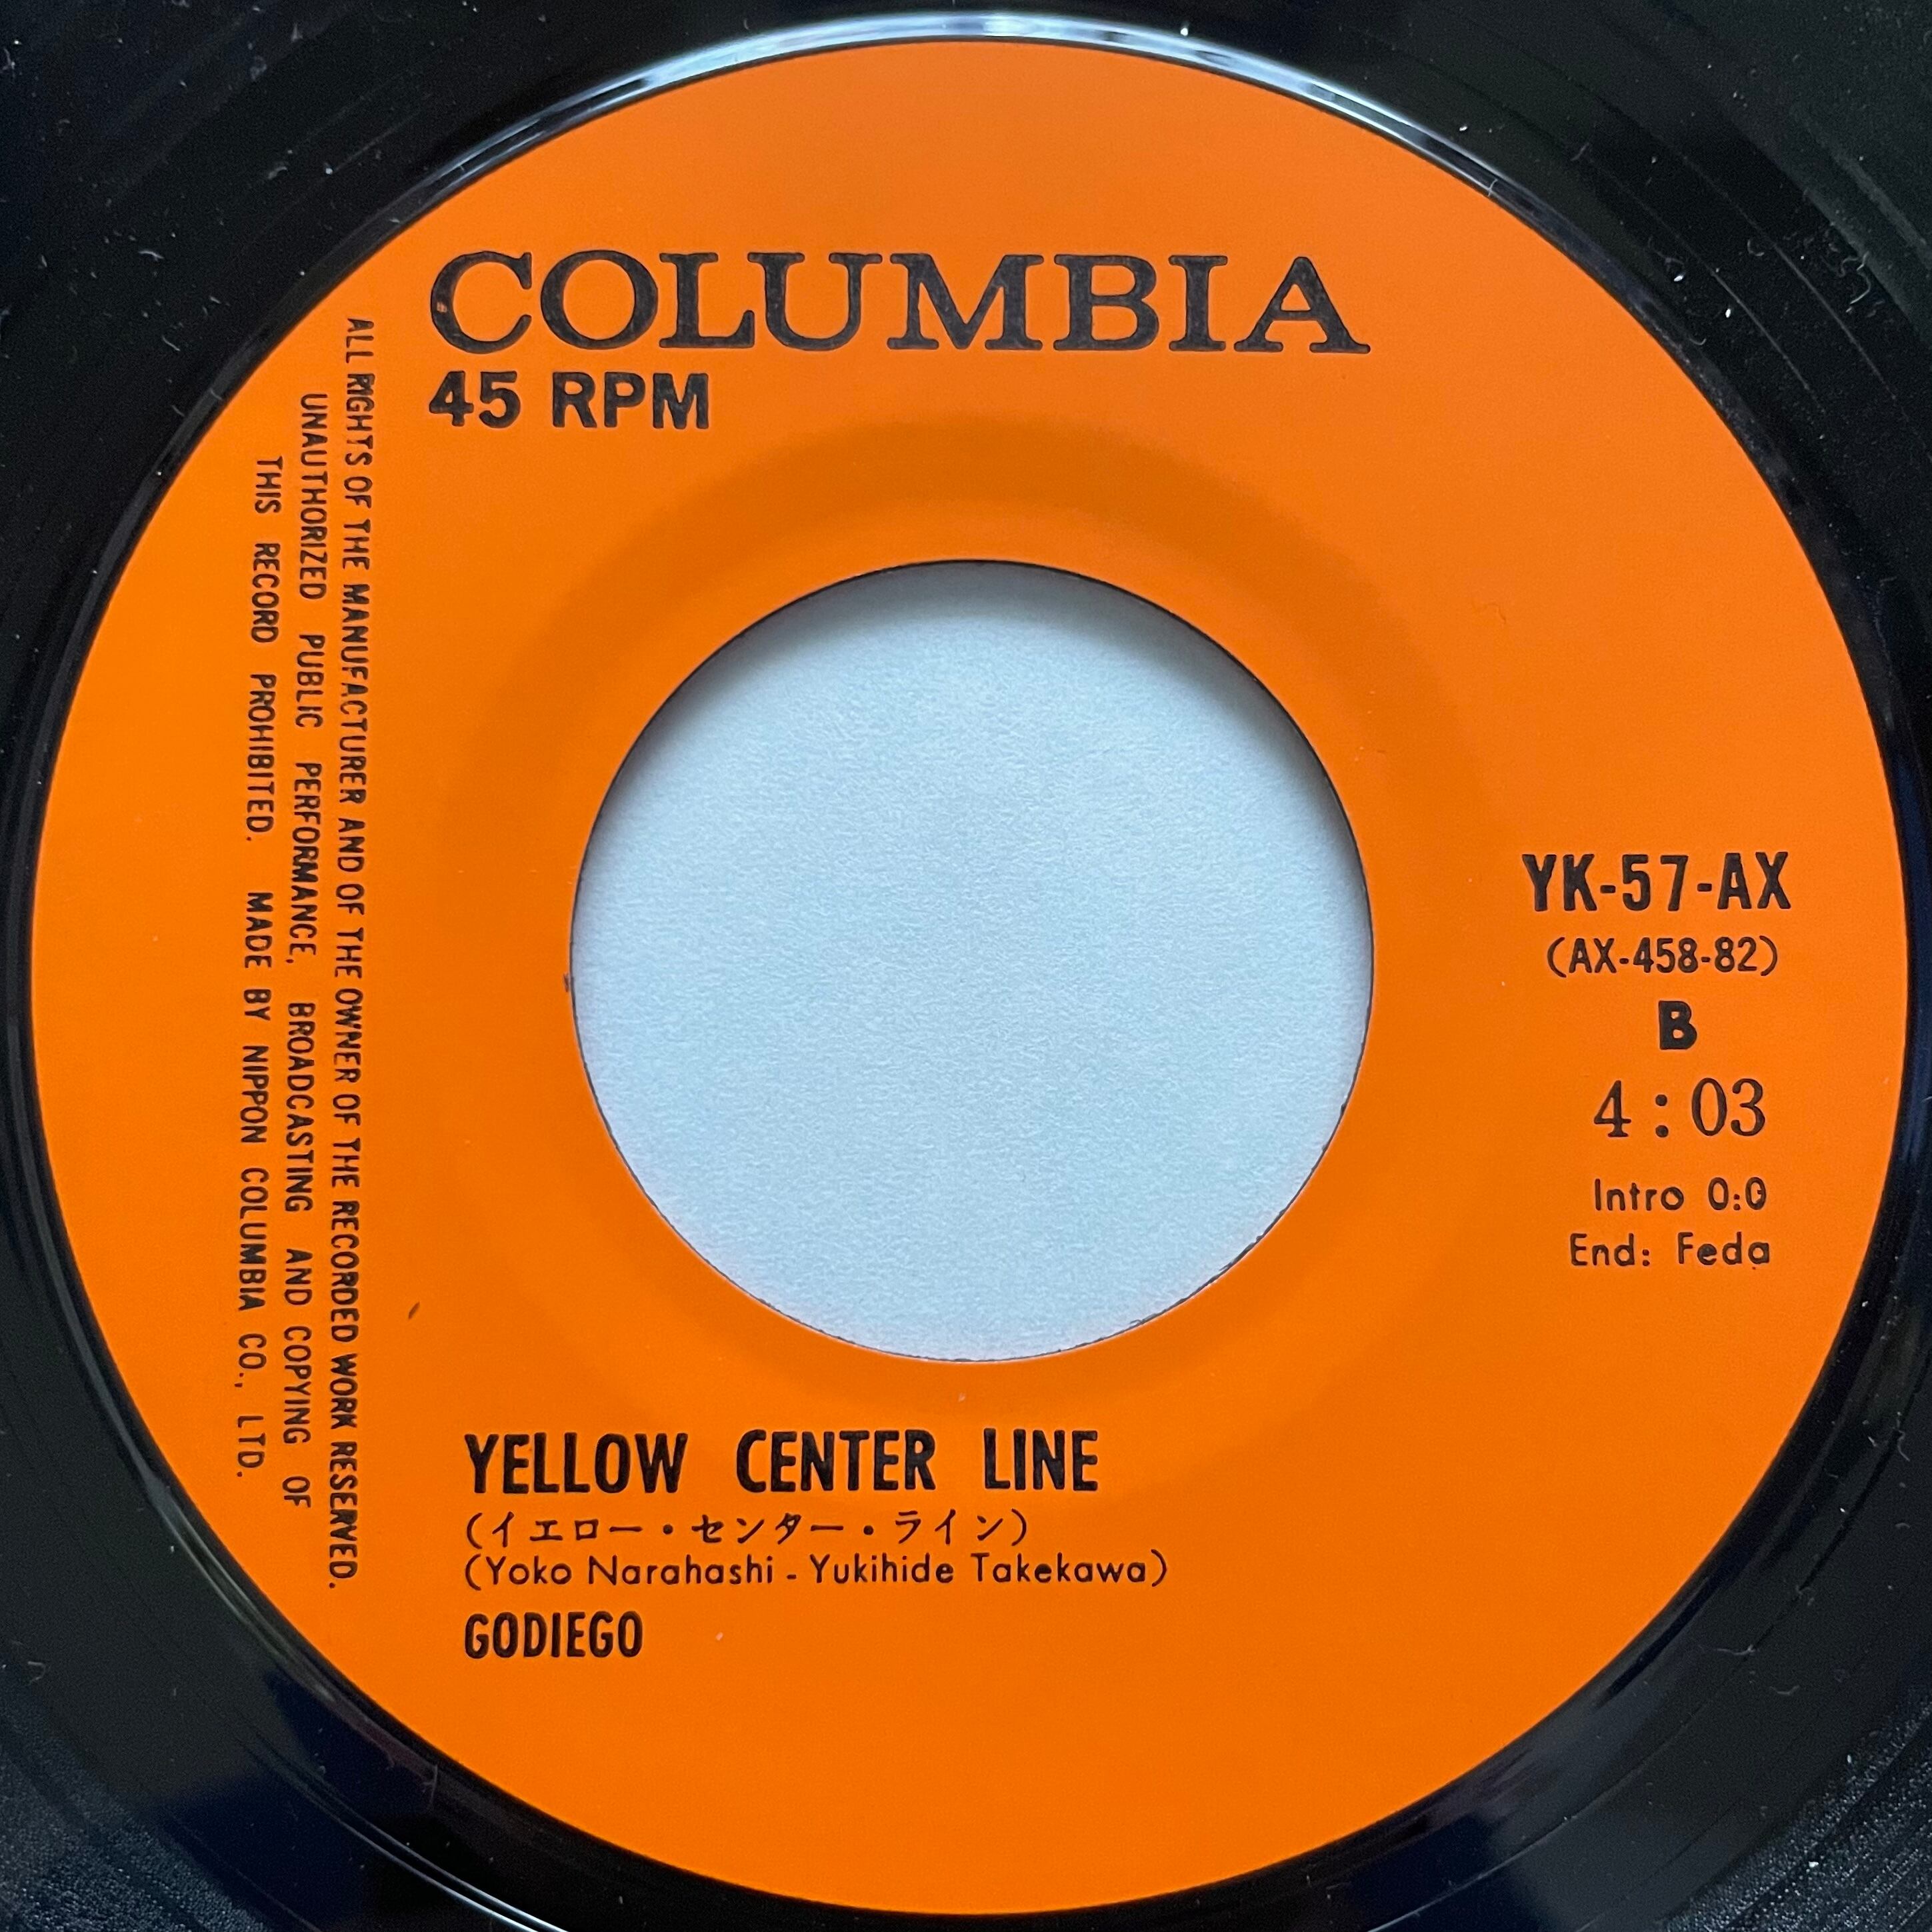 COLUMBIA
45 RPM
ALL RIGHTS OF THE MANUFACTURER AND OF THE OWNER OF THE RECORDED WORK RESERVED.
UNAUTHORIZED PUBLIC PERFORMANCE, BROADCASTING AND COPYING OF
THIS RECORD PROHIBITED. MADE BY NIPPON COLUMBIA CO., LTD.
YK-57-AX
(AX-458-82)
B
4:03
Intro 0:0
End: Feda
YELLOW CENTER LINE
(イエロー・センター・ライン)
(Yoko Narahashi - Yukihide Takekawa)
GODIEGO